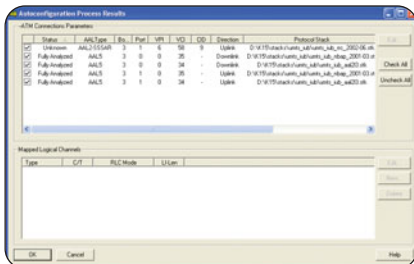 Autoconfiguration Process Results
ATM Connections Parameters
Status AALType Bo... Port VPI VCI CID Direction Protocol Stack
Unknown AAL2-SSSAR 3 1 6 58 9 Uplink
Fully Analyzed AAL5 3 0 0 35 - Downlink
Fully Analyzed AAL5 3 0 0 34 - Downlink
Fully Analyzed AAL5 3 1 0 35 - Uplink
Fully Analyzed AAL5 3 1 0 34 - Uplink
Edit...
Check All
Uncheck All
Mapped Logical Channels
Type C/T RLC Mode LI-Len
Edit...
New...
Delete
OK Cancel Help